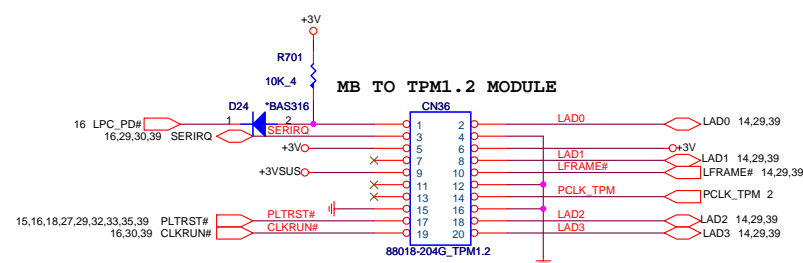 +3V
R701
10K_4
MB TO TPM1.2 MODULE
D24 *BAS316 CN36
16 LPC_PD# 1 2 1 2 LAD0 LAD0 14,29,39
16,29,30,39 SERIRQ SERIRQ 3 4
+3V 5 6 +3V
7 8 LAD1 LAD1 14,29,39
+3VSUS 9 10 LFRAME# LFRAME# 14,29,39
11 12
13 14 PCLK_TPM PCLK_TPM 2
15 16
15,16,18,27,29,32,33,35,39 PLTRST# PLTRST# 17 18 LAD2 LAD2 14,29,39
16,30,39 CLKRUN# CLKRUN# 19 20 LAD3 LAD3 14,29,39
88018-204G_TPM1.2